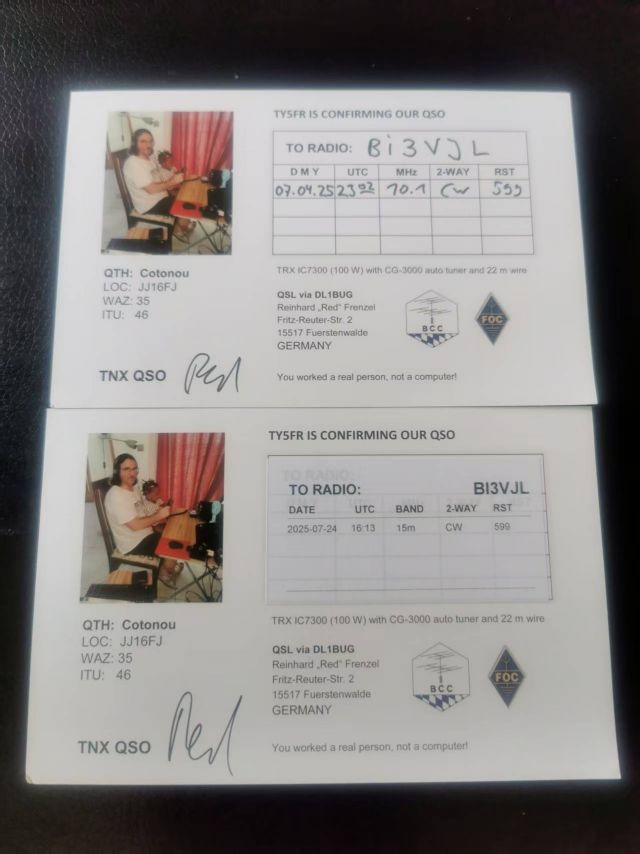 TY5FR IS CONFIRMING OUR QSO
TO RADIO: Bi3VJL
D M Y UTC MHz 2-WAY RST
07.04.25 2302 10.1 CW 599
QTH: Cotonou
LOC: JJ16FJ
WAZ: 35
ITU: 46
TRX IC7300 (100 W) with CG-3000 auto tuner and 22 m wire
QSL via DL1BUG
Reinhard „Red" Frenzel
Fritz-Reuter-Str. 2
15517 Fuerstenwalde
GERMANY
BCC
FOC
TNX QSO Red
You worked a real person, not a computer!
TY5FR IS CONFIRMING OUR QSO
TO RADIO:
TO RADIO: BI3VJL
DATE UTC BAND 2-WAY RST
2025-07-24 16:13 15m CW 599
QTH: Cotonou
LOC: JJ16FJ
WAZ: 35
ITU: 46
TRX IC7300 (100 W) with CG-3000 auto tuner and 22 m wire
QSL via DL1BUG
Reinhard „Red" Frenzel
Fritz-Reuter-Str. 2
15517 Fuerstenwalde
GERMANY
BCC
FOC
TNX QSO Red
You worked a real person, not a computer!